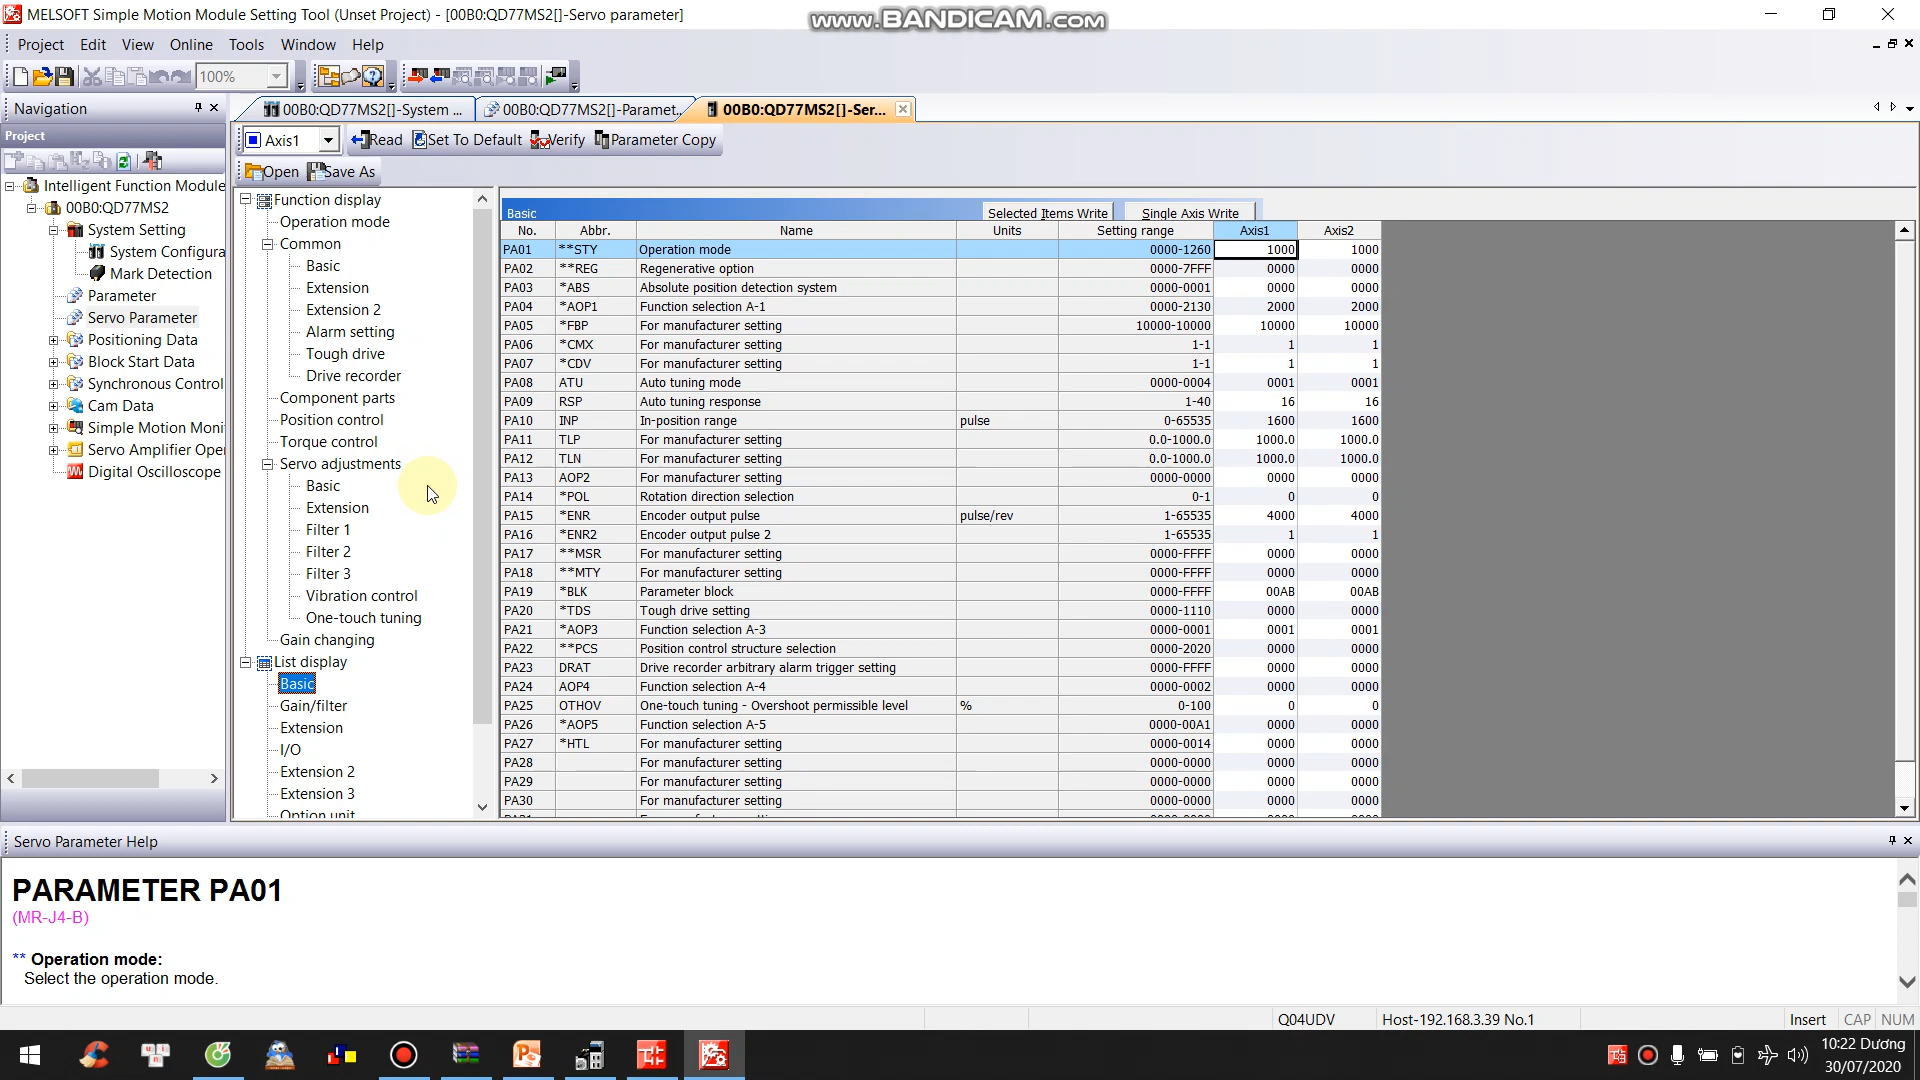 MELSOFT Simple Motion Module Setting Tool (Unset Project) - [00B0:QD77MS2[]-Servo parameter]
www.BANDICAM.com
Project Edit View Online Tools Window Help
100%
Navigation
00B0:QD77MS2[]-System ...
00B0:QD77MS2[]-Paramet...
00B0:QD77MS2[]-Ser...
Project
Axis1 Read Set To Default Verify Parameter Copy
Open Save As
Intelligent Function Module
00B0:QD77MS2
System Setting
System Configura
Mark Detection
Parameter
Servo Parameter
Positioning Data
Block Start Data
Synchronous Control
Cam Data
Simple Motion Moni
Servo Amplifier Oper
Digital Oscilloscope
Function display
Operation mode
Common
Basic
Extension
Extension 2
Alarm setting
Tough drive
Drive recorder
Component parts
Position control
Torque control
Servo adjustments
Basic
Extension
Filter 1
Filter 2
Filter 3
Vibration control
One-touch tuning
Gain changing
List display
Basic
Gain/filter
Extension
I/O
Extension 2
Extension 3
Option unit
Basic Selected Items Write Single Axis Write
No. Abbr. Name Units Setting range Axis1 Axis2
PA01 **STY Operation mode 0000-1260 1000 1000
PA02 **REG Regenerative option 0000-7FFF 0000 0000
PA03 *ABS Absolute position detection system 0000-0001 0000 0000
PA04 *AOP1 Function selection A-1 0000-2130 2000 2000
PA05 *FBP For manufacturer setting 10000-10000 10000 10000
PA06 *CMX For manufacturer setting 1-1 1 1
PA07 *CDV For manufacturer setting 1-1 1 1
PA08 ATU Auto tuning mode 0000-0004 0001 0001
PA09 RSP Auto tuning response 1-40 16 16
PA10 INP In-position range pulse 0-65535 1600 1600
PA11 TLP For manufacturer setting 0.0-1000.0 1000.0 1000.0
PA12 TLN For manufacturer setting 0.0-1000.0 1000.0 1000.0
PA13 AOP2 For manufacturer setting 0000-0000 0000 0000
PA14 *POL Rotation direction selection 0-1 0 0
PA15 *ENR Encoder output pulse pulse/rev 1-65535 4000 4000
PA16 *ENR2 Encoder output pulse 2 1-65535 1 1
PA17 **MSR For manufacturer setting 0000-FFFF 0000 0000
PA18 **MTY For manufacturer setting 0000-FFFF 0000 0000
PA19 *BLK Parameter block 0000-FFFF 00AB 00AB
PA20 *TDS Tough drive setting 0000-1110 0000 0000
PA21 *AOP3 Function selection A-3 0000-0001 0001 0001
PA22 **PCS Position control structure selection 0000-2020 0000 0000
PA23 DRAT Drive recorder arbitrary alarm trigger setting 0000-FFFF 0000 0000
PA24 AOP4 Function selection A-4 0000-0002 0000 0000
PA25 OTHOV One-touch tuning - Overshoot permissible level % 0-100 0 0
PA26 *AOP5 Function selection A-5 0000-00A1 0000 0000
PA27 *HTL For manufacturer setting 0000-0014 0000 0000
PA28 For manufacturer setting 0000-0000 0000 0000
PA29 For manufacturer setting 0000-0000 0000 0000
PA30 For manufacturer setting 0000-0000 0000 0000
Servo Parameter Help
PARAMETER PA01
(MR-J4-B)
** Operation mode:
Select the operation mode.
Q04UDV Host-192.168.3.39 No.1 Insert CAP NUM
10:22 Dương
30/07/2020